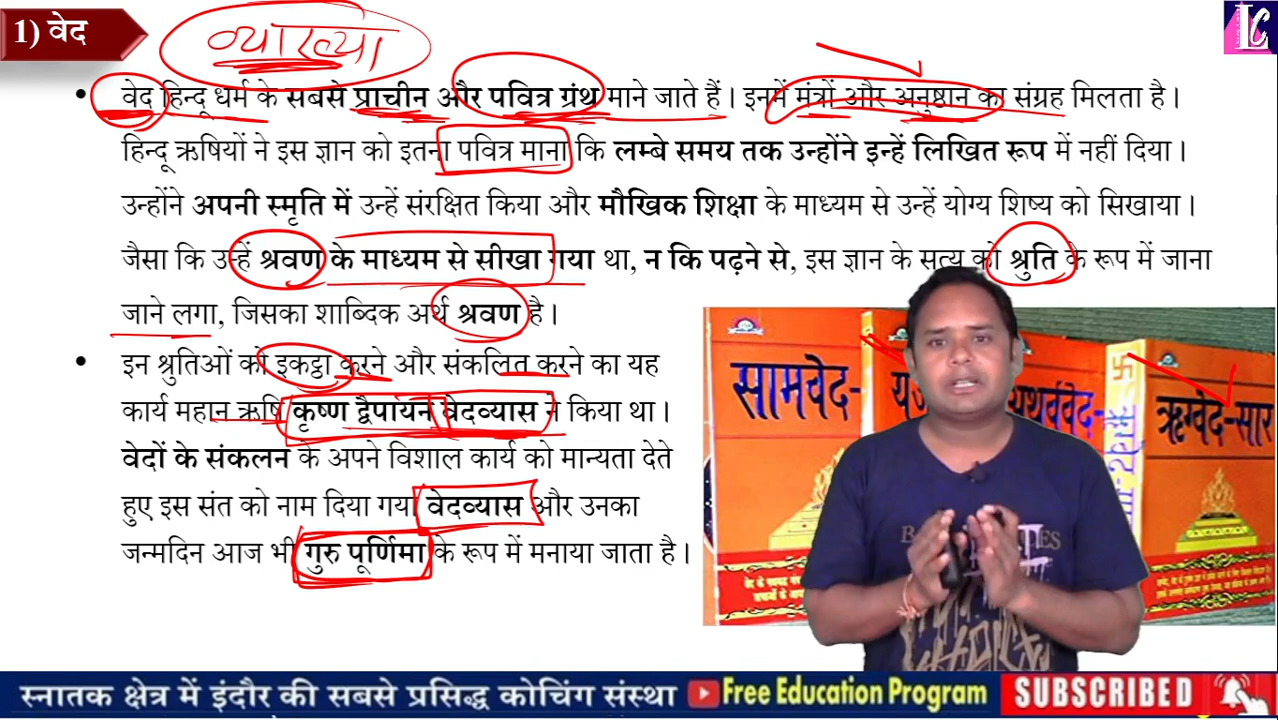 1) वेद
व्याख्या
LC
• वेद हिन्दू धर्म के सबसे प्राचीन और पवित्र ग्रंथ माने जाते हैं। इनमें मंत्रों और अनुष्ठान का संग्रह मिलता है।
हिन्दू ऋषियों ने इस ज्ञान को इतना पवित्र माना कि लम्बे समय तक उन्होंने इन्हें लिखित रूप में नहीं दिया।
उन्होंने अपनी स्मृति में उन्हें संरक्षित किया और मौखिक शिक्षा के माध्यम से उन्हें योग्य शिष्य को सिखाया।
जैसा कि उन्हें श्रवण के माध्यम से सीखा गया था, न कि पढ़ने से, इस ज्ञान के सत्य को श्रुति के रूप में जाना
जाने लगा, जिसका शाब्दिक अर्थ श्रवण है।
• इन श्रुतिओं को इकट्ठा करने और संकलित करने का यह
कार्य महान ऋषि कृष्ण द्वैपायन वेदव्यास ने किया था।
वेदों के संकलन के अपने विशाल कार्य को मान्यता देते
हुए इस संत को नाम दिया गया वेदव्यास और उनका
जन्मदिन आज भी गुरु पूर्णिमा के रूप में मनाया जाता है।
सामवेद-
ऋग्वेद-सार
स्नातक क्षेत्र में इंदौर की सबसे प्रसिद्ध कोचिंग संस्था Free Education Program SUBSCRIBED